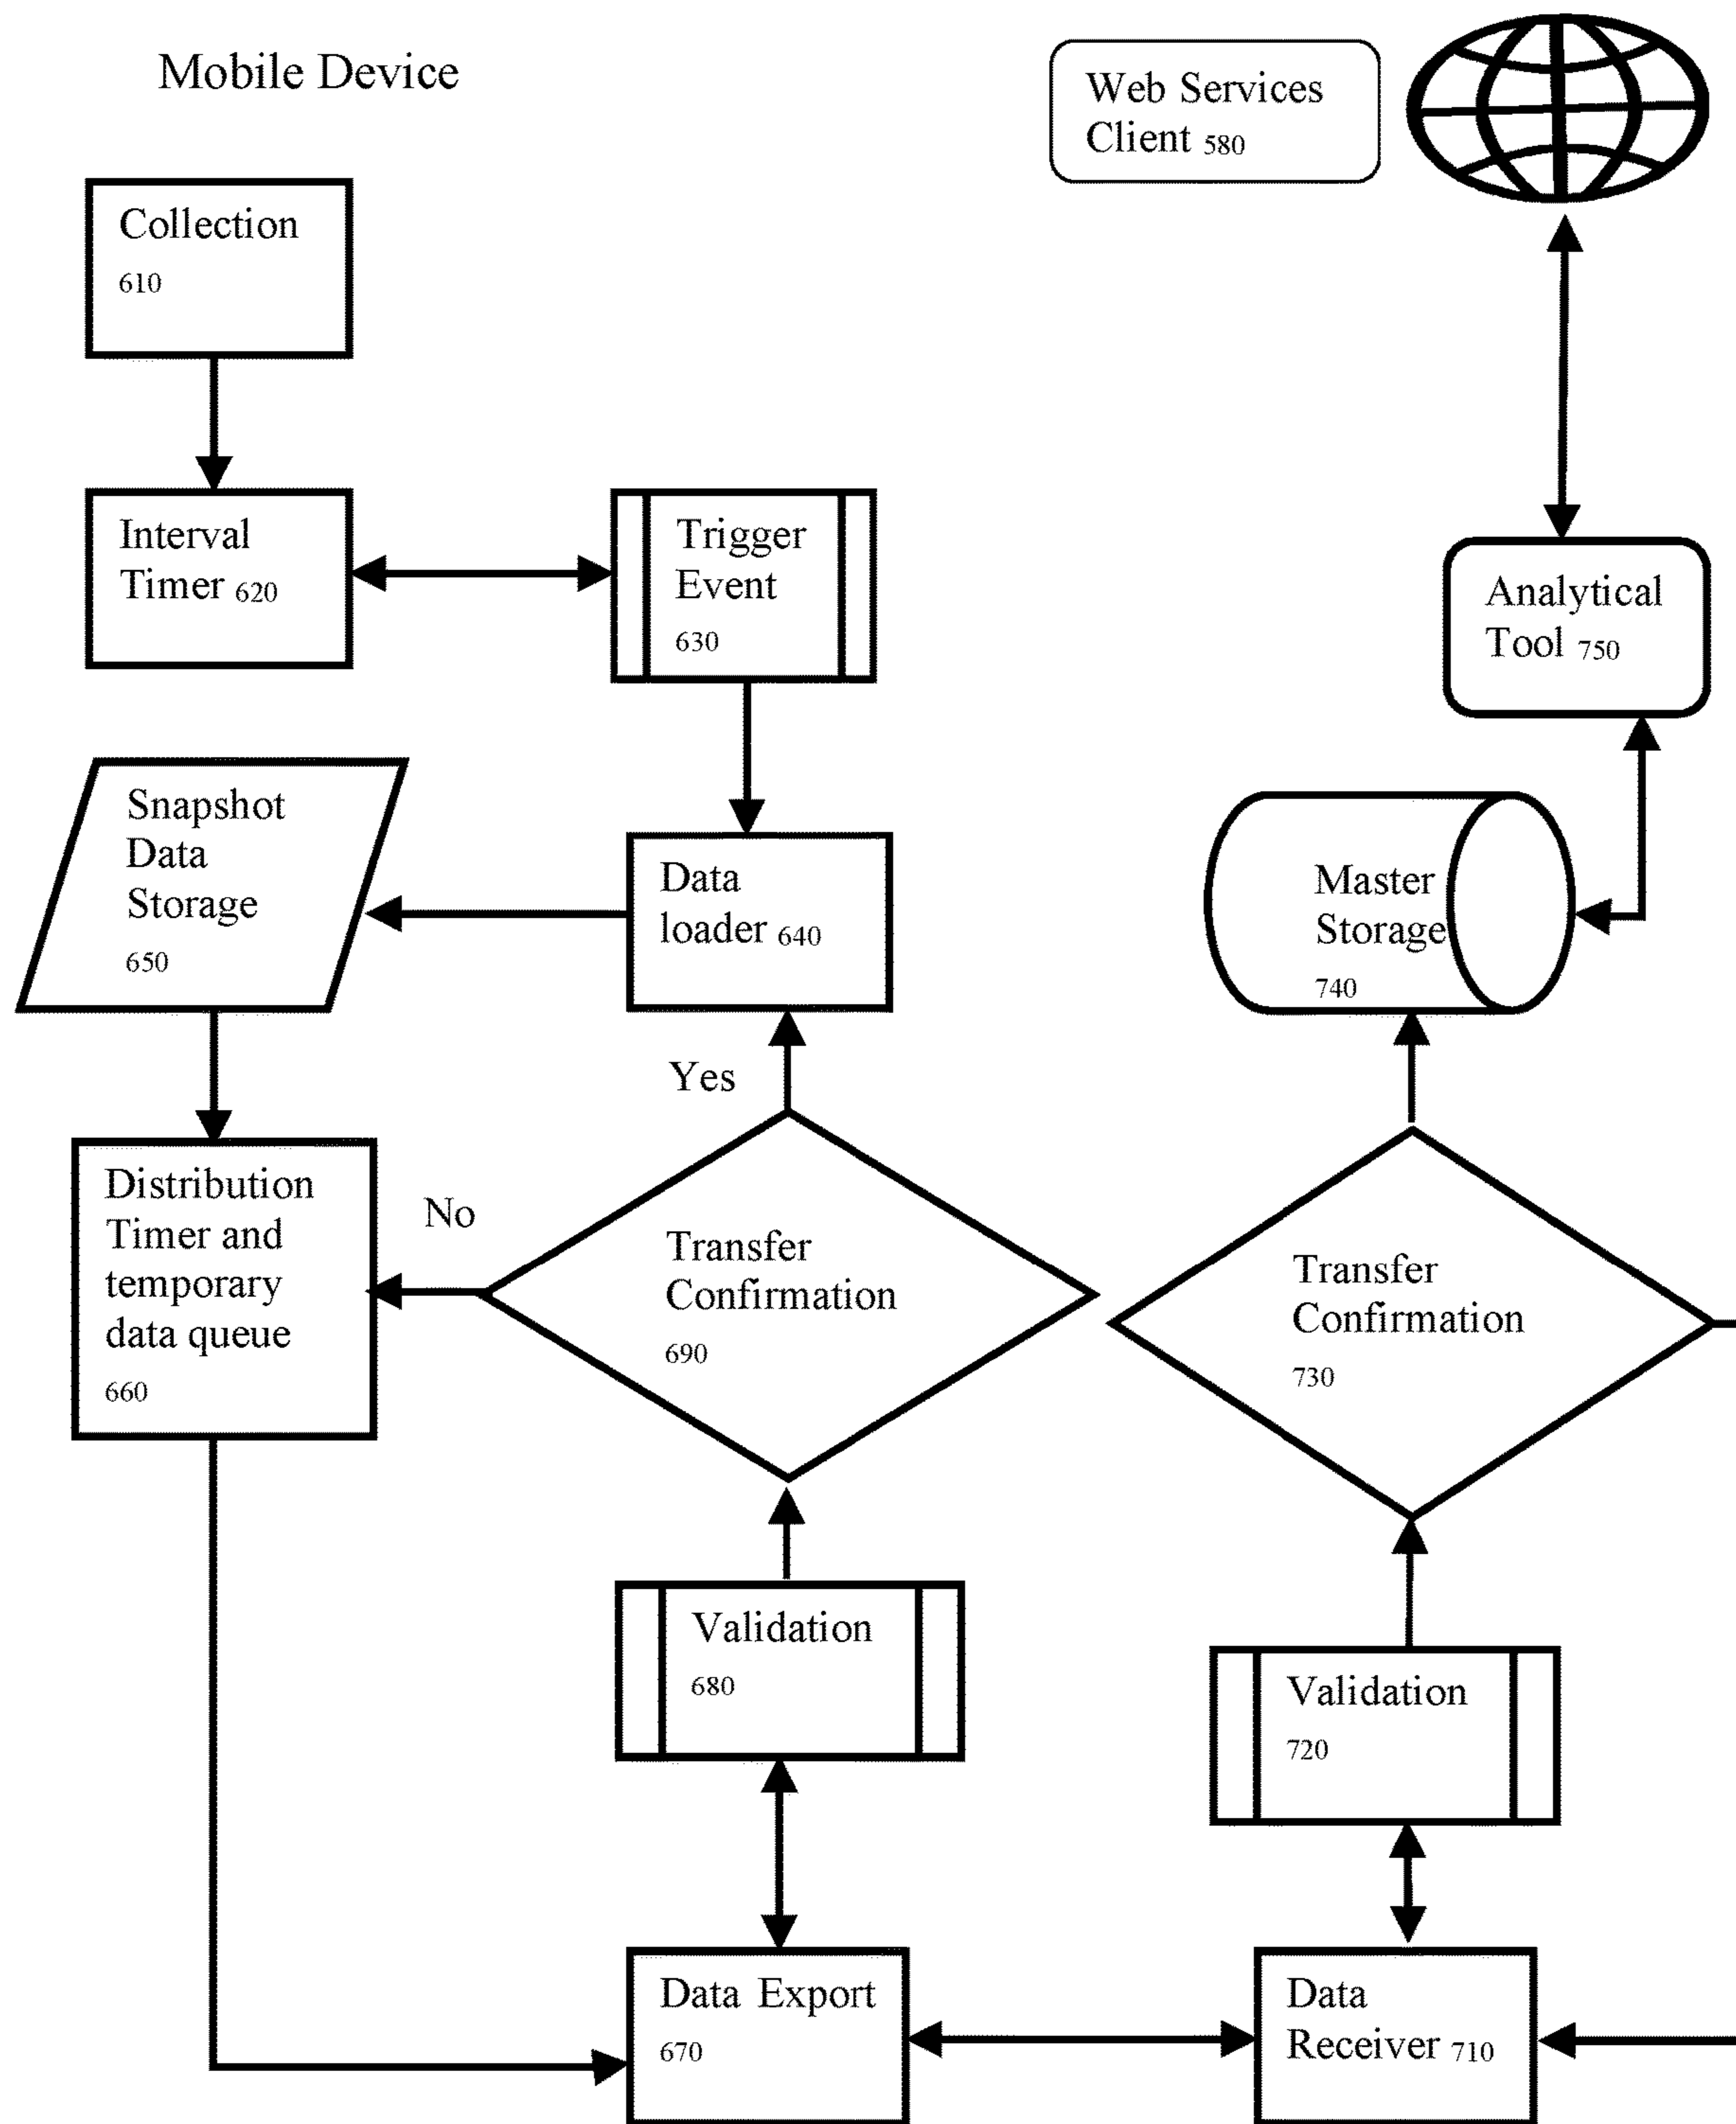 Mobile Device
Web Services
Client 580
Collection
610
Interval
Timer 620
Trigger
Event
630
Analytical
Tool 750
Snapshot
Data
Storage
650
Data
loader 640
Master
Storage
740
Yes
Distribution
Timer and
temporary
data queue
660
No
Transfer
Confirmation
690
Transfer
Confirmation
730
Validation
680
Validation
720
Data Export
670
Data
Receiver 710